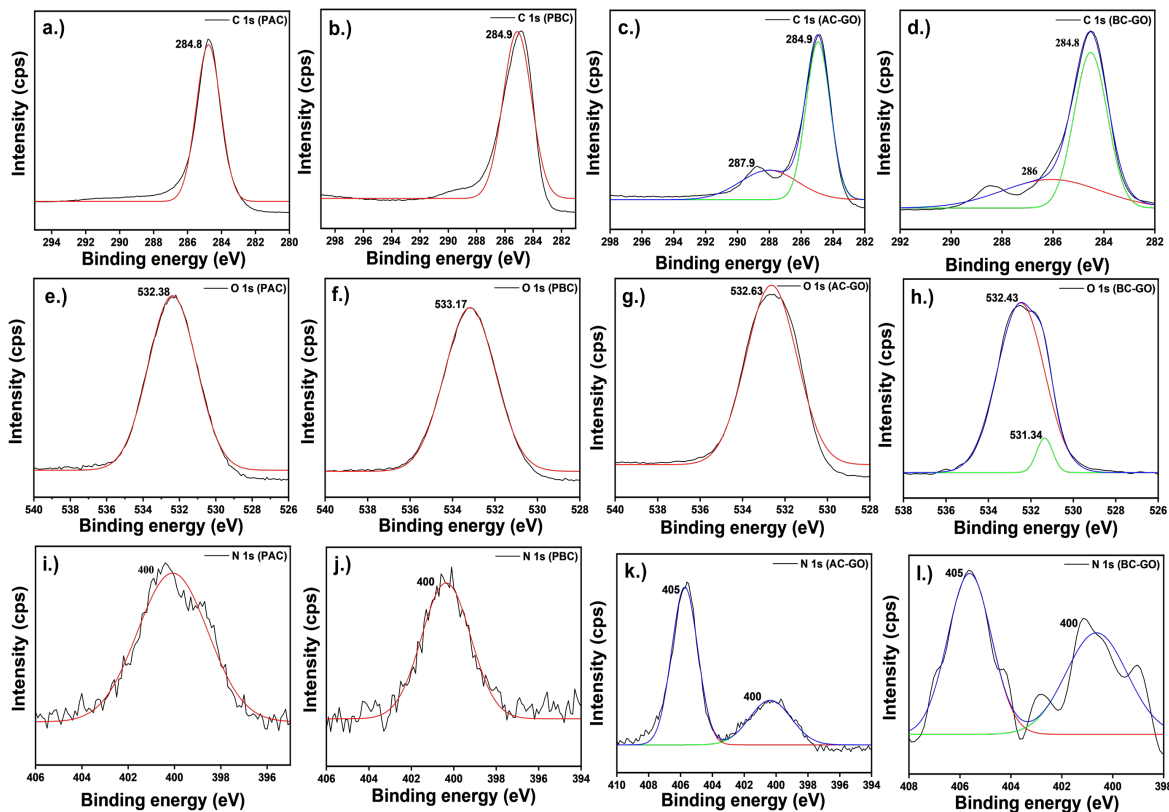 a.)
C 1s (PAC)
284.8
Intensity (cps)
294 292 290 288 286 284 282 280
Binding energy (eV)
b.)
C 1s (PBC)
284.9
Intensity (cps)
298 296 294 292 290 288 286 284 282
Binding energy (eV)
c.)
C 1s (AC-GO)
284.9
287.9
Intensity (cps)
298 296 294 292 290 288 286 284 282
Binding energy (eV)
d.)
C 1s (BC-GO)
284.8
286
Intensity (cps)
292 290 288 286 284 282
Binding energy (eV)
e.)
O 1s (PAC)
532.38
Intensity (cps)
540 538 536 534 532 530 528 526
Binding energy (eV)
f.)
O 1s (PBC)
533.17
Intensity (cps)
540 538 536 534 532 530 528
Binding energy (eV)
g.)
O 1s (AC-GO)
532.63
Intensity (cps)
540 538 536 534 532 530 528
Binding energy (eV)
h.)
O 1s (BC-GO)
532.43
531.34
Intensity (cps)
538 536 534 532 530 528 526
Binding energy (eV)
i.)
N 1s (PAC)
400
Intensity (cps)
406 404 402 400 398 396
Binding energy (eV)
j.)
N 1s (PBC)
400
Intensity (cps)
406 404 402 400 398 396 394
Binding energy (eV)
k.)
N 1s (AC-GO)
405
400
Intensity (cps)
410 408 406 404 402 400 398 396 394
Binding energy (eV)
l.)
N 1s (BC-GO)
405
400
Intensity (cps)
408 406 404 402 400 398
Binding energy (eV)